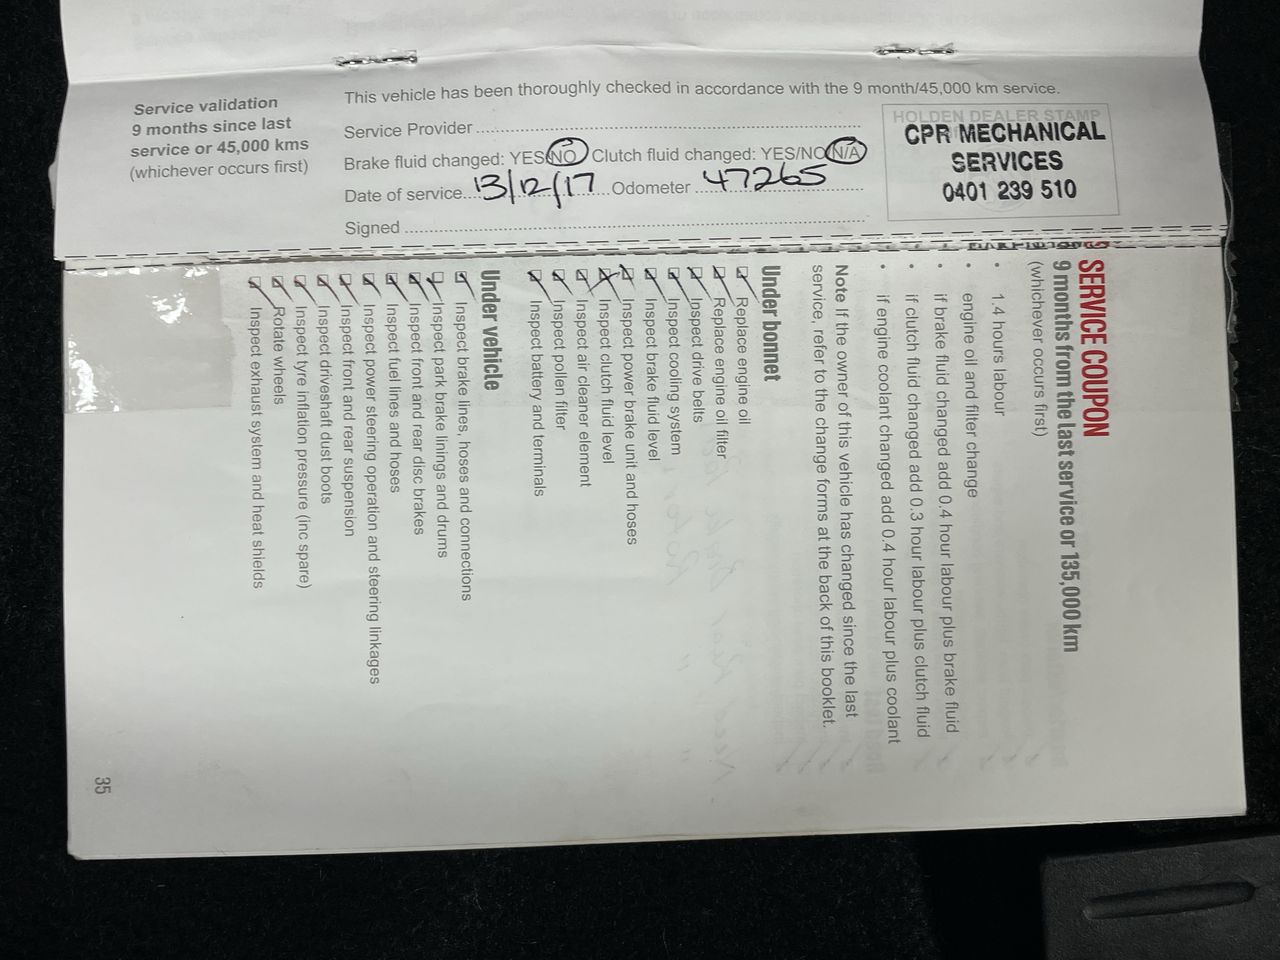 Service validation
9 months since last
service or 45,000 kms
(whichever occurs first)
This vehicle has been thoroughly checked in accordance with the 9 month/45,000 km service.
Service Provider
Brake fluid changed: YES/NO Clutch fluid changed: YES/NO/N/A
Date of service 13/12/17 Odometer 47265
Signed
HOLDEN DEALER STAMP
CPR MECHANICAL
SERVICES
0401 239 510
SERVICE COUPON
9 months from the last service or 135,000 km
(whichever occurs first)
• 1.4 hours labour
• engine oil and filter change
• if brake fluid changed add 0.4 hour labour plus brake fluid
• if clutch fluid changed add 0.3 hour labour plus clutch fluid
• if engine coolant changed add 0.4 hour labour plus coolant
Note If the owner of this vehicle has changed since the last
service, refer to the change forms at the back of this booklet.
Under bonnet
Replace engine oil
Replace engine oil filter
Inspect drive belts
Inspect cooling system
Inspect brake fluid level
Inspect power brake unit and hoses
Inspect clutch fluid level
Inspect air cleaner element
Inspect pollen filter
Inspect battery and terminals
Under vehicle
Inspect brake lines, hoses and connections
Inspect park brake linings and drums
Inspect front and rear disc brakes
Inspect fuel lines and hoses
Inspect power steering operation and steering linkages
Inspect front and rear suspension
Inspect driveshaft dust boots
Inspect tyre inflation pressure (inc spare)
Rotate wheels
Inspect exhaust system and heat shields
35